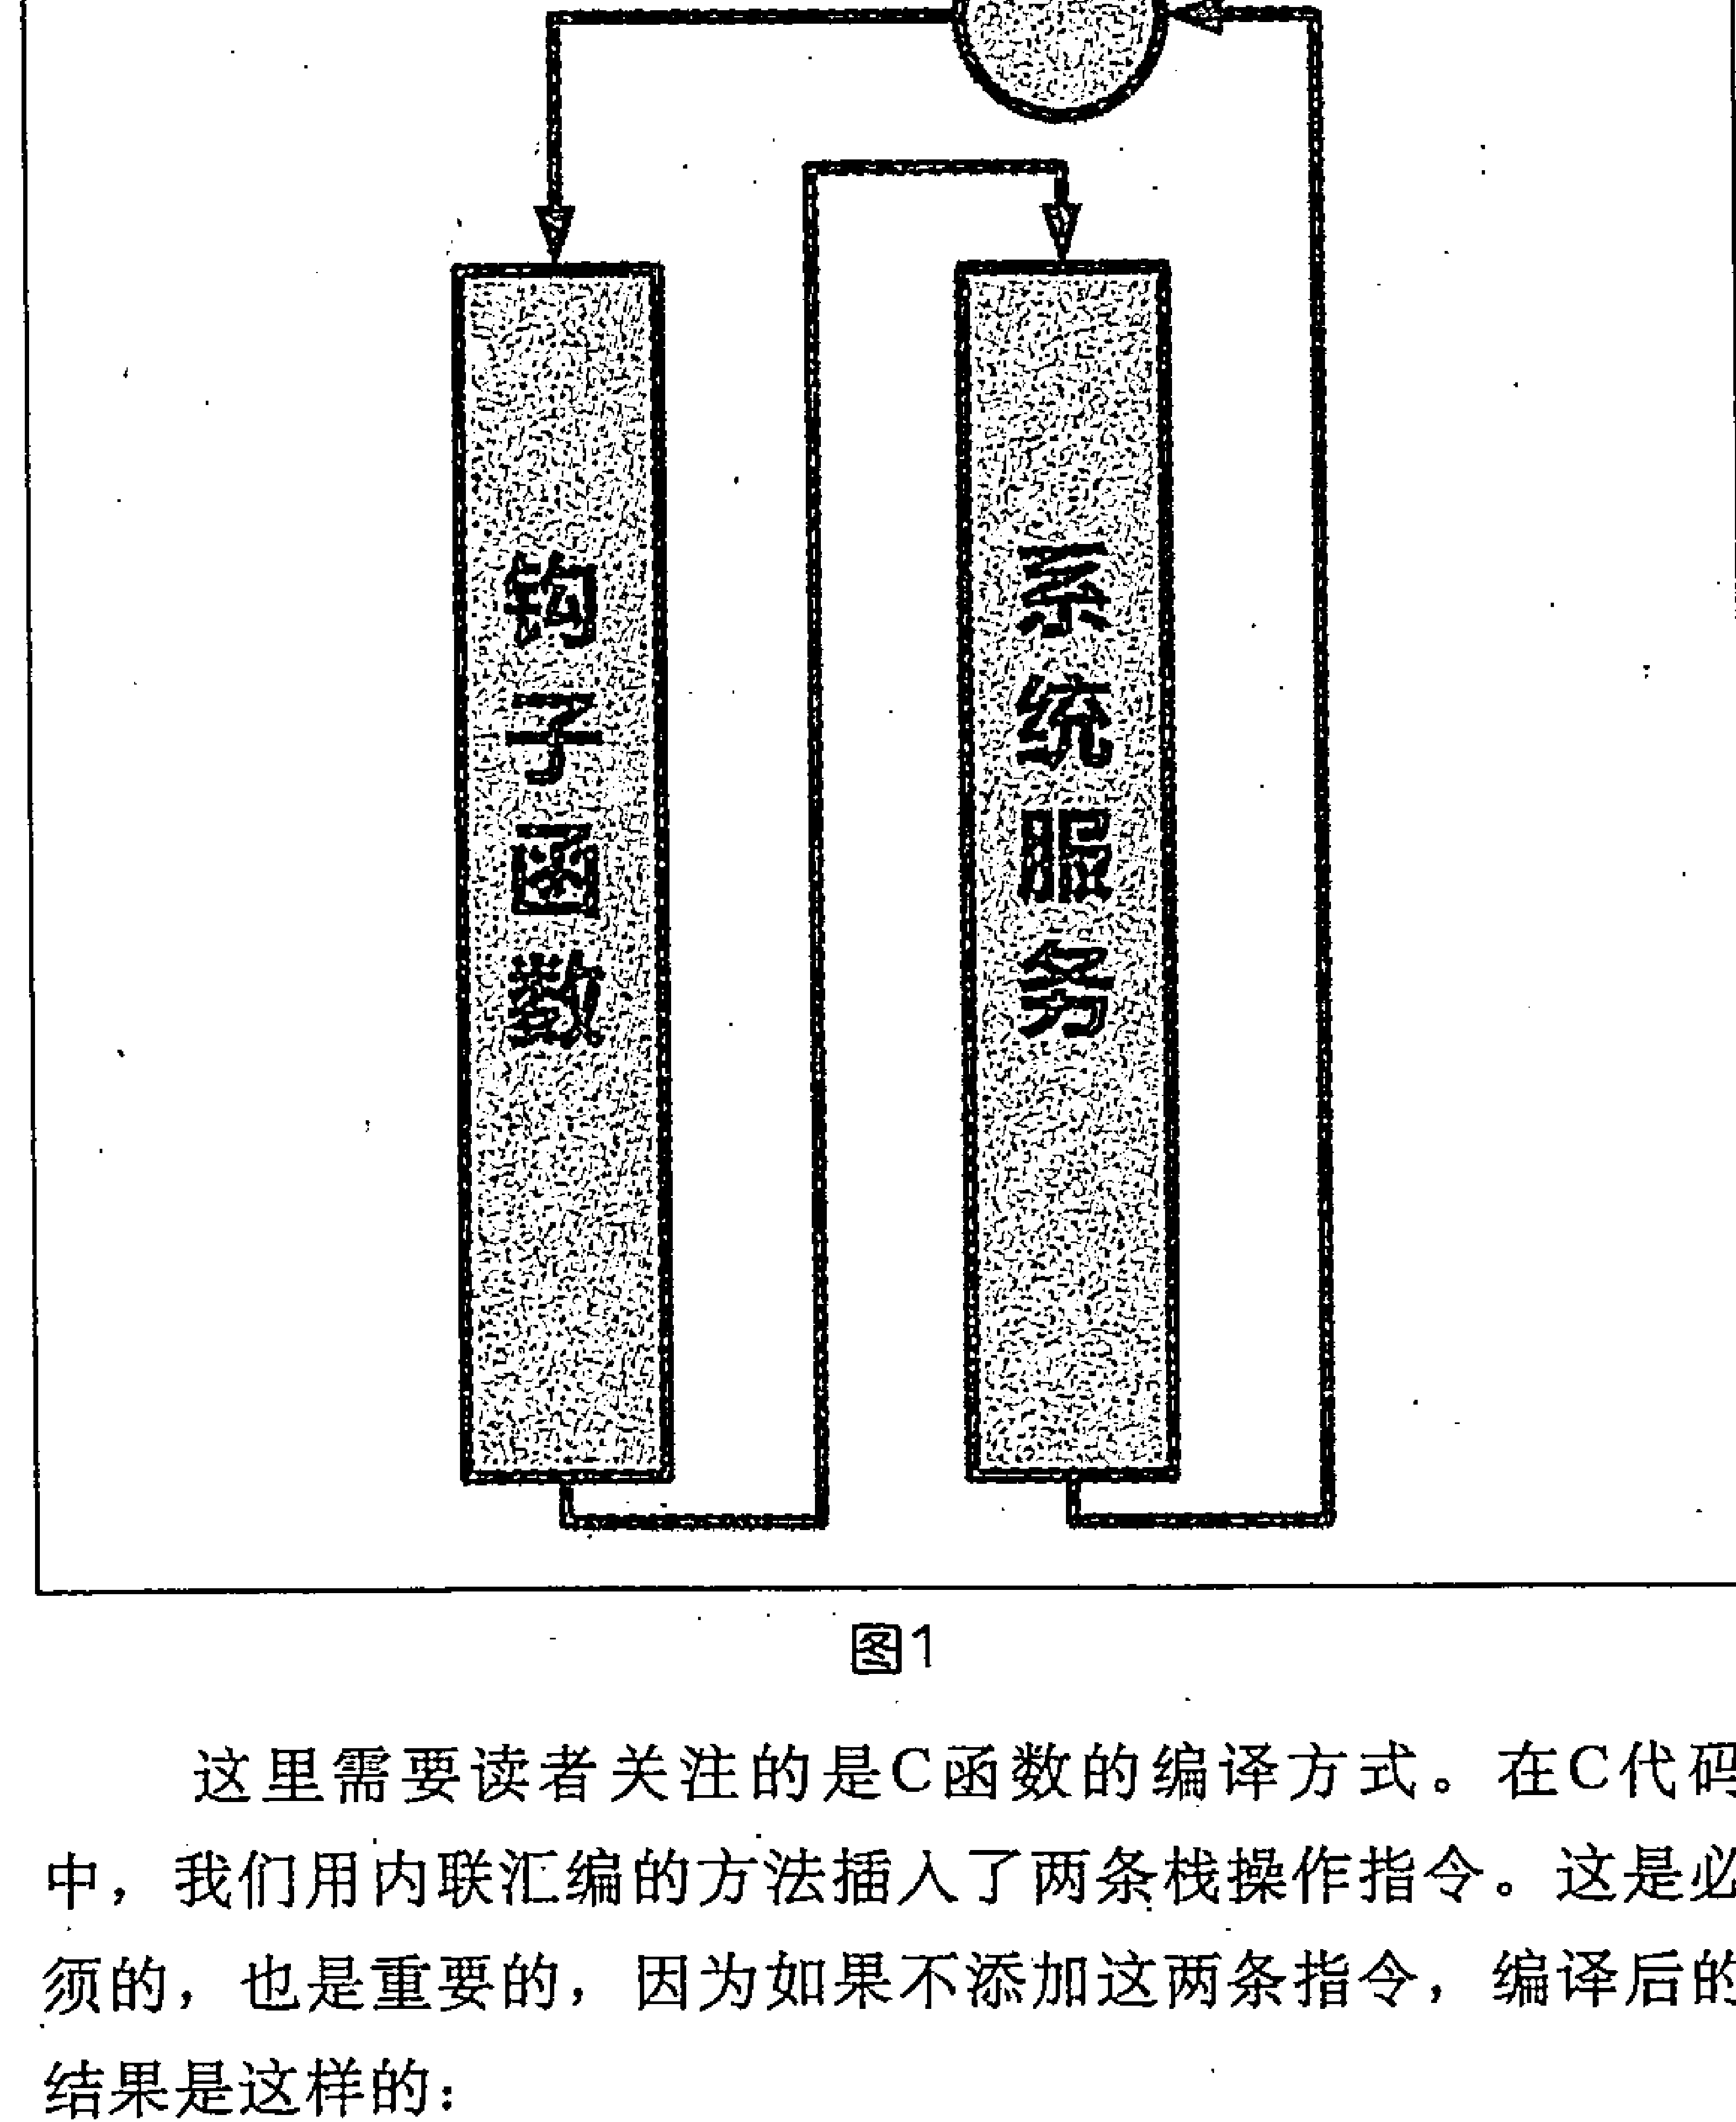 钩子函数
系统服务
图1
这里需要读者关注的是C函数的编译方式。在C代码
中，我们用内联汇编的方法插入了两条栈操作指令。这是必
须的，也是重要的，因为如果不添加这两条指令，编译后的
结果是这样的：